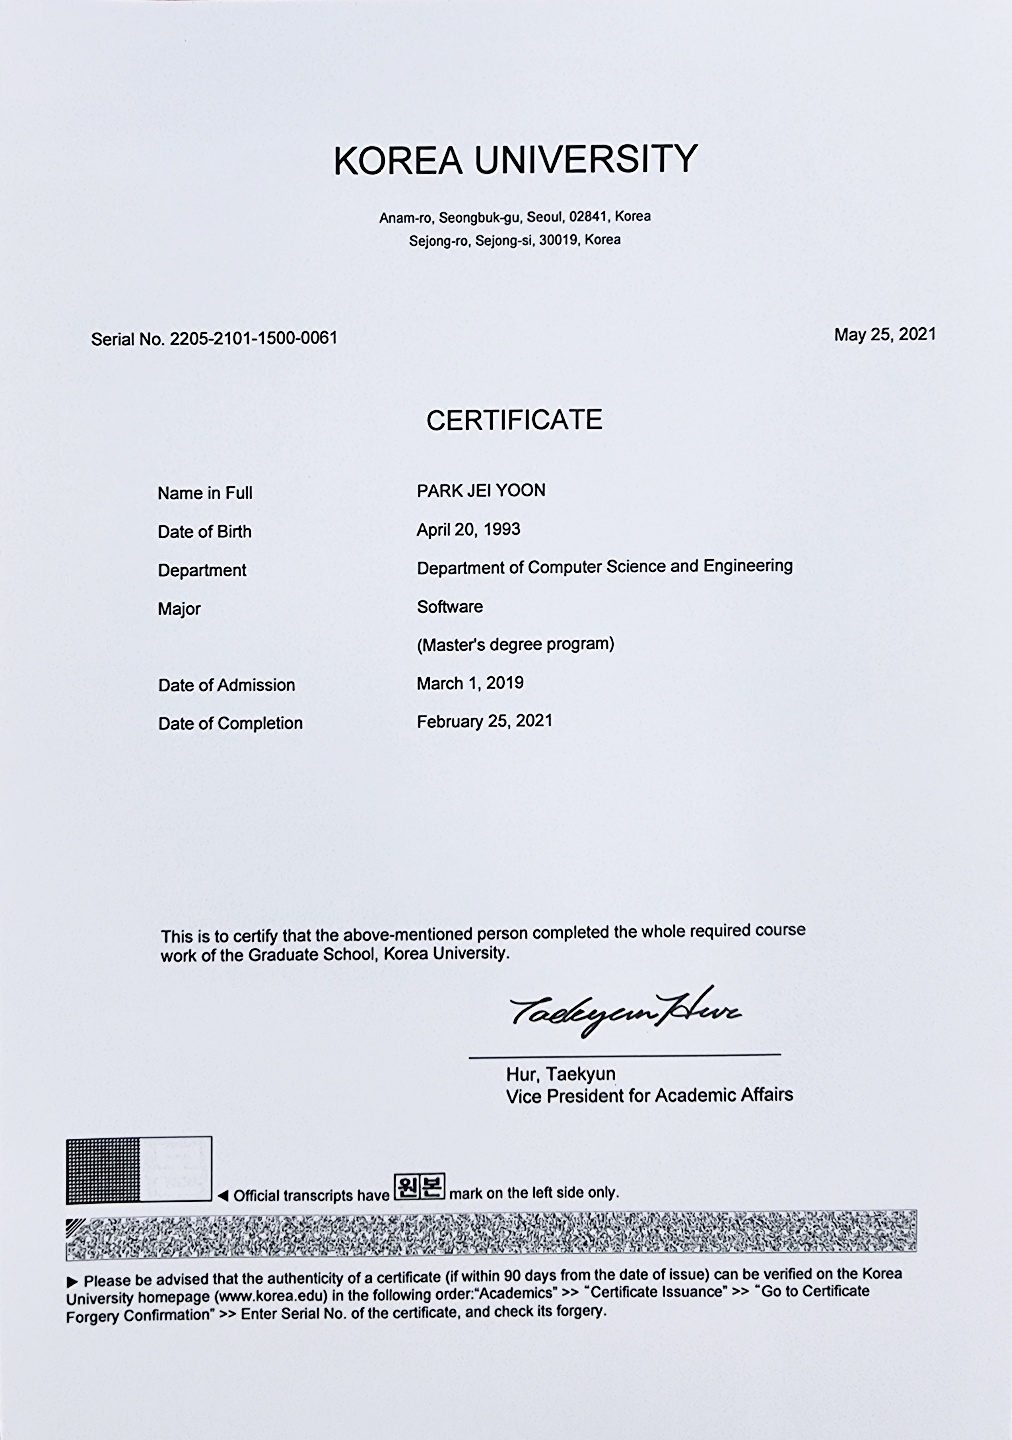 KOREA UNIVERSITY
Anam-ro, Seongbuk-gu, Seoul, 02841, Korea
Sejong-ro, Sejong-si, 30019, Korea
Serial No. 2205-2101-1500-0061 May 25, 2021
CERTIFICATE
Name in Full PARK JEI YOON
Date of Birth April 20, 1993
Department Department of Computer Science and Engineering
Major Software
(Master's degree program)
Date of Admission March 1, 2019
Date of Completion February 25, 2021
This is to certify that the above-mentioned person completed the whole required course
work of the Graduate School, Korea University.
Taekyun Hur
Hur, Taekyun
Vice President for Academic Affairs
◀ Official transcripts have 원본 mark on the left side only.
▶ Please be advised that the authenticity of a certificate (if within 90 days from the date of issue) can be verified on the Korea
University homepage (www.korea.edu) in the following order:"Academics" >> "Certificate Issuance" >> "Go to Certificate
Forgery Confirmation" >> Enter Serial No. of the certificate, and check its forgery.